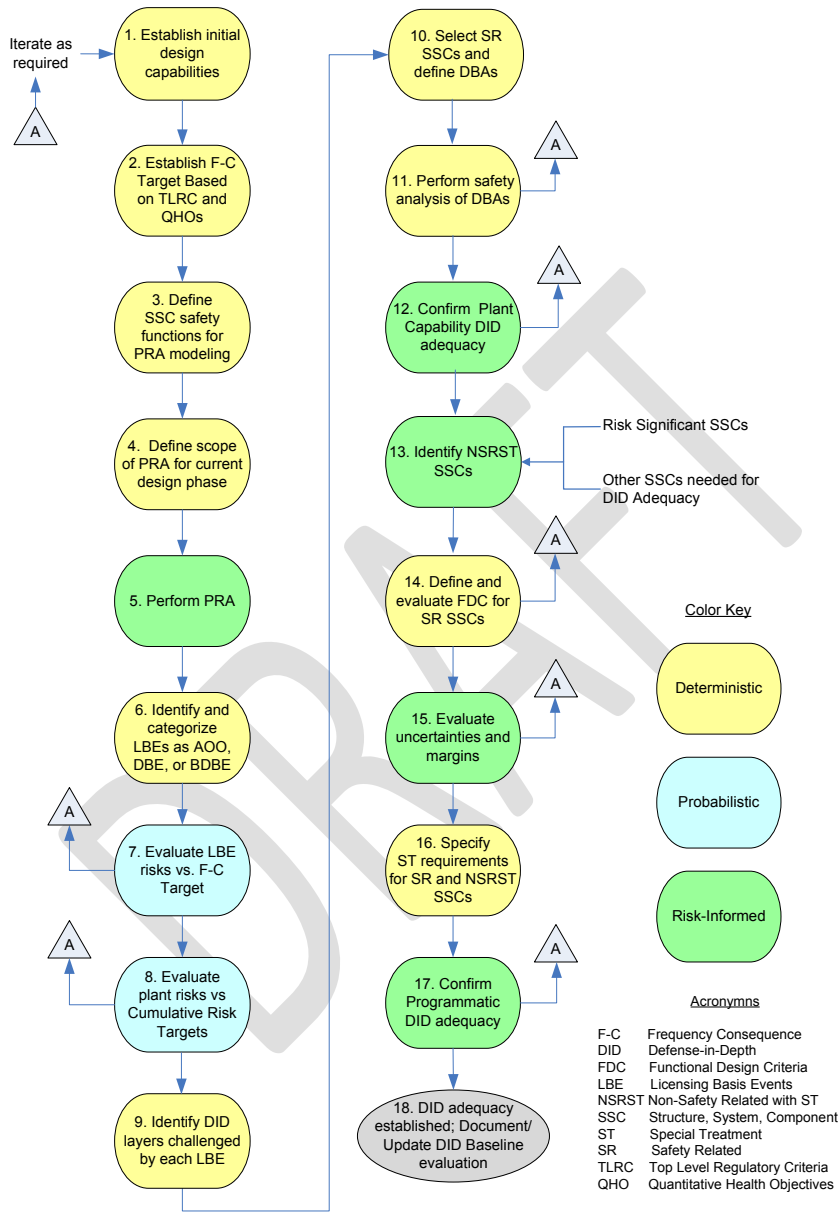 Iterate as
required
A
1. Establish initial
design
capabilities
2. Establish F-C
Target Based
on TLRC and
QHOs
3. Define
SSC safety
functions for
PRA modeling
4. Define scope
of PRA for current
design phase
5. Perform PRA
6. Identify and
categorize
LBEs as AOO,
DBE, or BDBE
A
7. Evaluate LBE
risks vs. F-C
Target
A
8. Evaluate
plant risks vs
Cumulative Risk
Targets
9. Identify DID
layers challenged
by each LBE
10. Select SR
SSCs and
define DBAs
A
11. Perform safety
analysis of DBAs
A
12. Confirm Plant
Capability DID
adequacy
13. Identify NSRST
SSCs
Risk Significant SSCs
Other SSCs needed for
DID Adequacy
A
14. Define and
evaluate FDC for
SR SSCs
A
15. Evaluate
uncertainties and
margins
16. Specify
ST requirements
for SR and NSRST
SSCs
A
17. Confirm
Programmatic
DID adequacy
18. DID adequacy
established; Document/
Update DID Baseline
evaluation
Color Key
Deterministic
Probabilistic
Risk-Informed
Acronymns
F-C Frequency Consequence
DID Defense-in-Depth
FDC Functional Design Criteria
LBE Licensing Basis Events
NSRST Non-Safety Related with ST
SSC Structure, System, Component
ST Special Treatment
SR Safety Related
TLRC Top Level Regulatory Criteria
QHO Quantitative Health Objectives
DRAFT